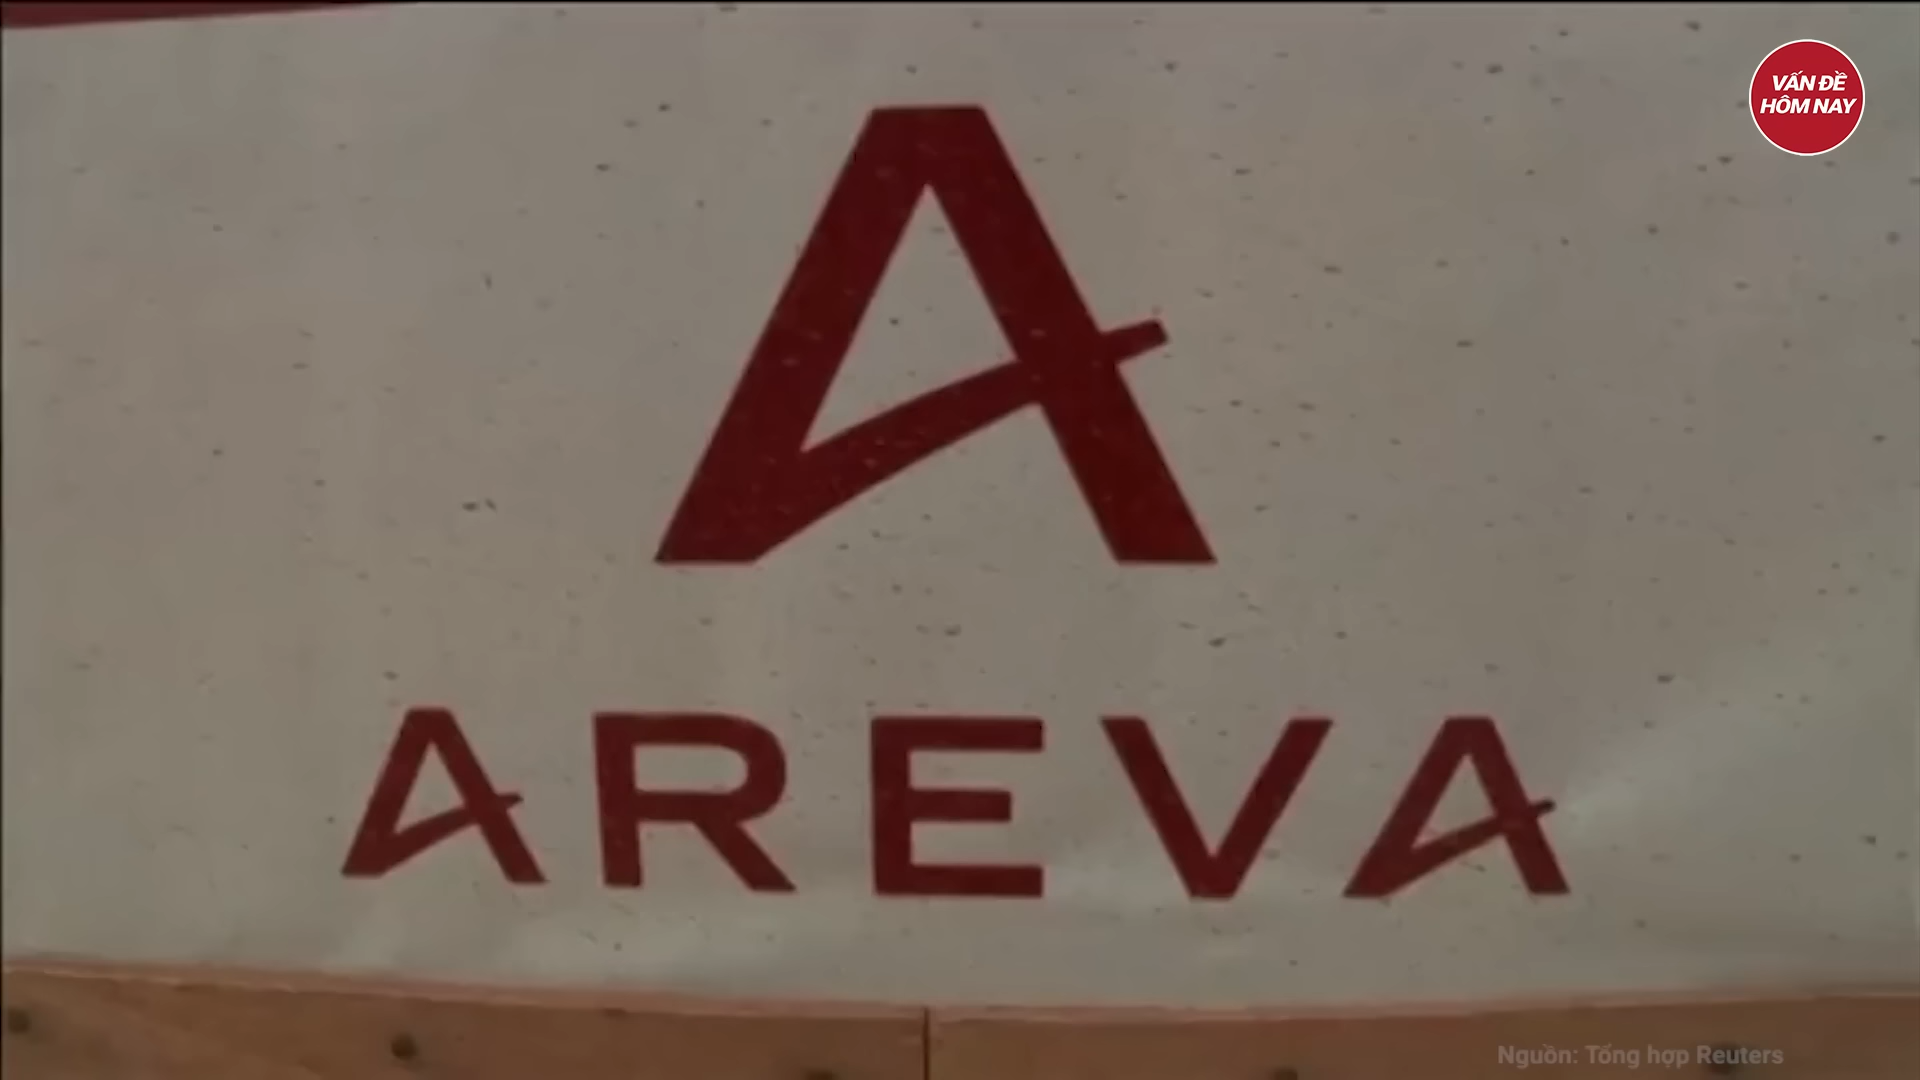 VẤN ĐỀ
HÔM NAY
A
AREVA
Nguồn: Tổng hợp Reuters